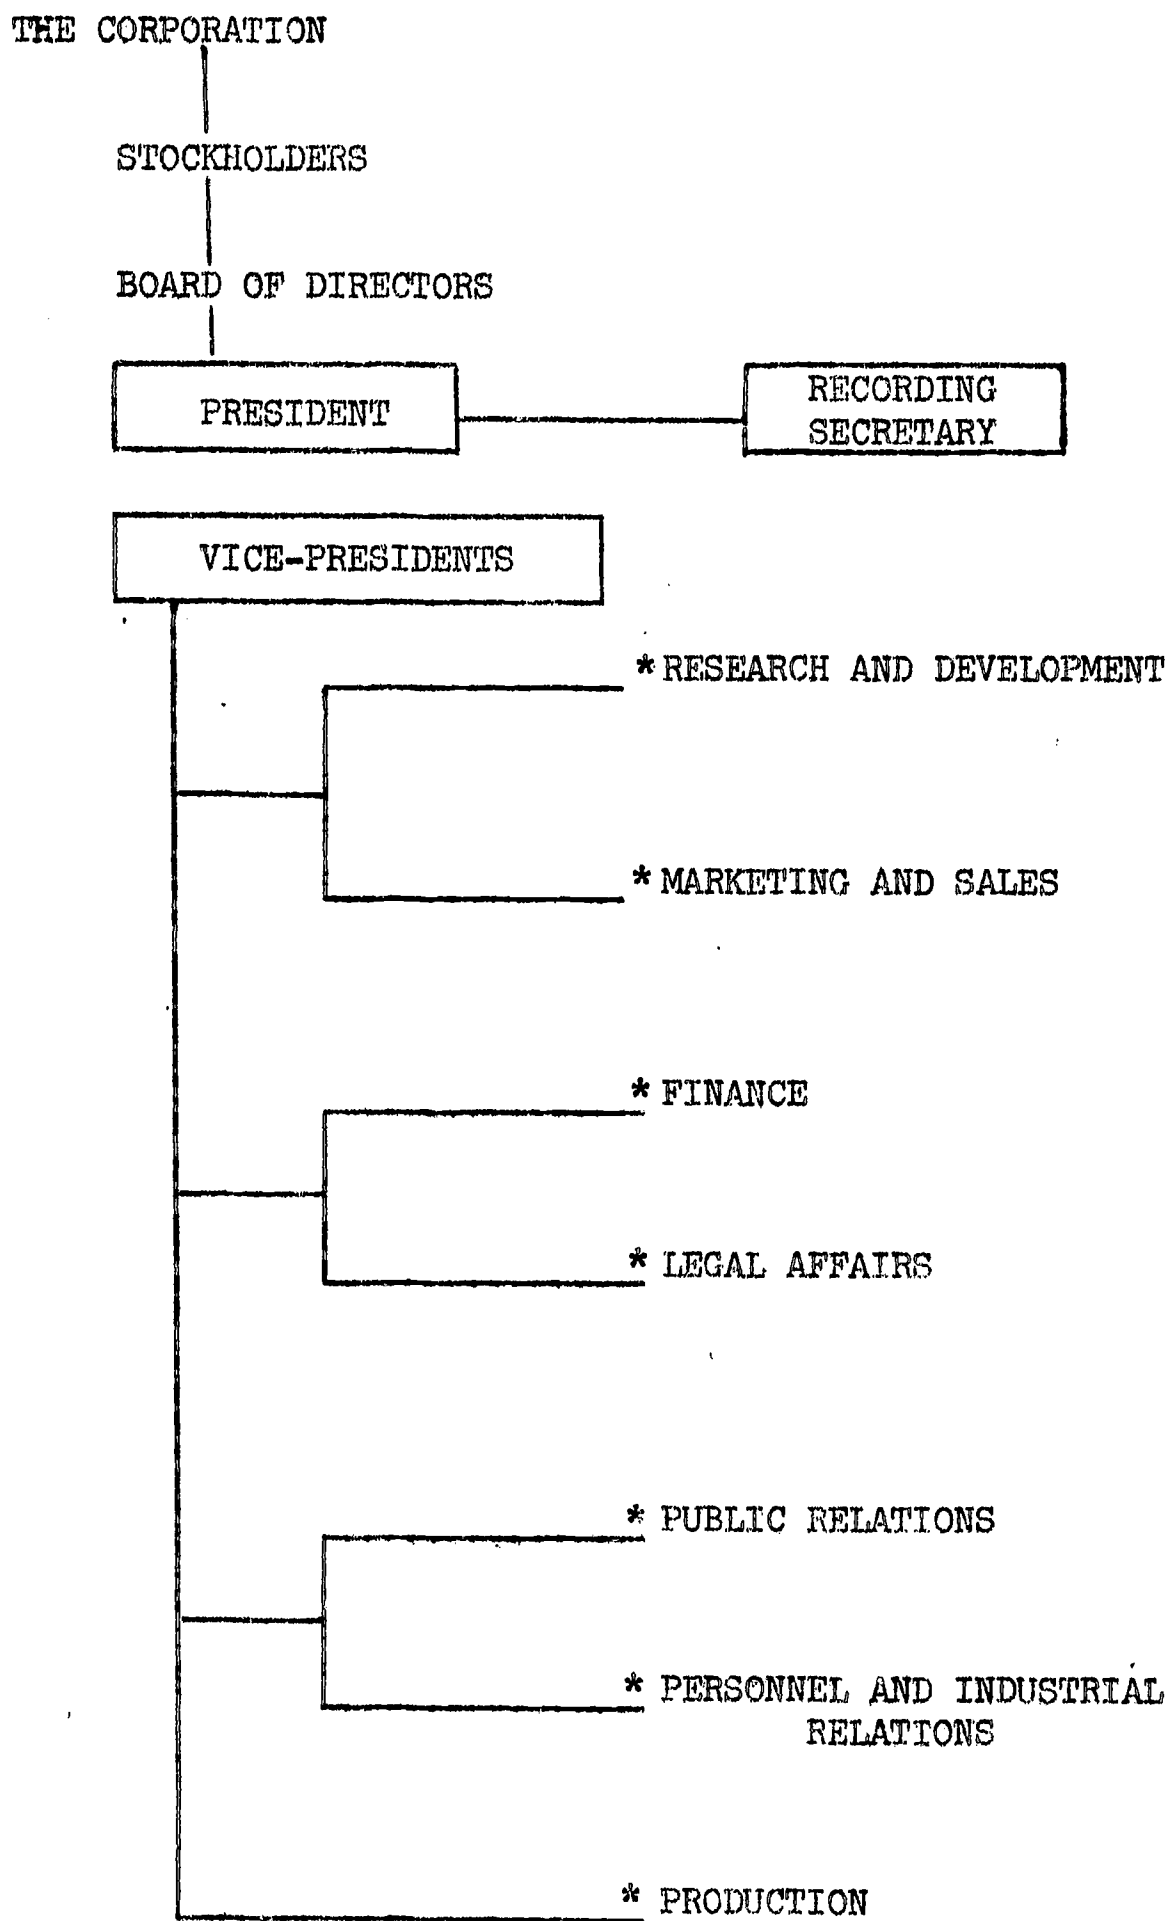 THE CORPORATION
STOCKHOLDERS
BOARD OF DIRECTORS
PRESIDENT
RECORDING
SECRETARY
VICE-PRESIDENTS
* RESEARCH AND DEVELOPMENT
* MARKETING AND SALES
* FINANCE
* LEGAL AFFAIRS
* PUBLIC RELATIONS
* PERSONNEL AND INDUSTRIAL
RELATIONS
* PRODUCTION